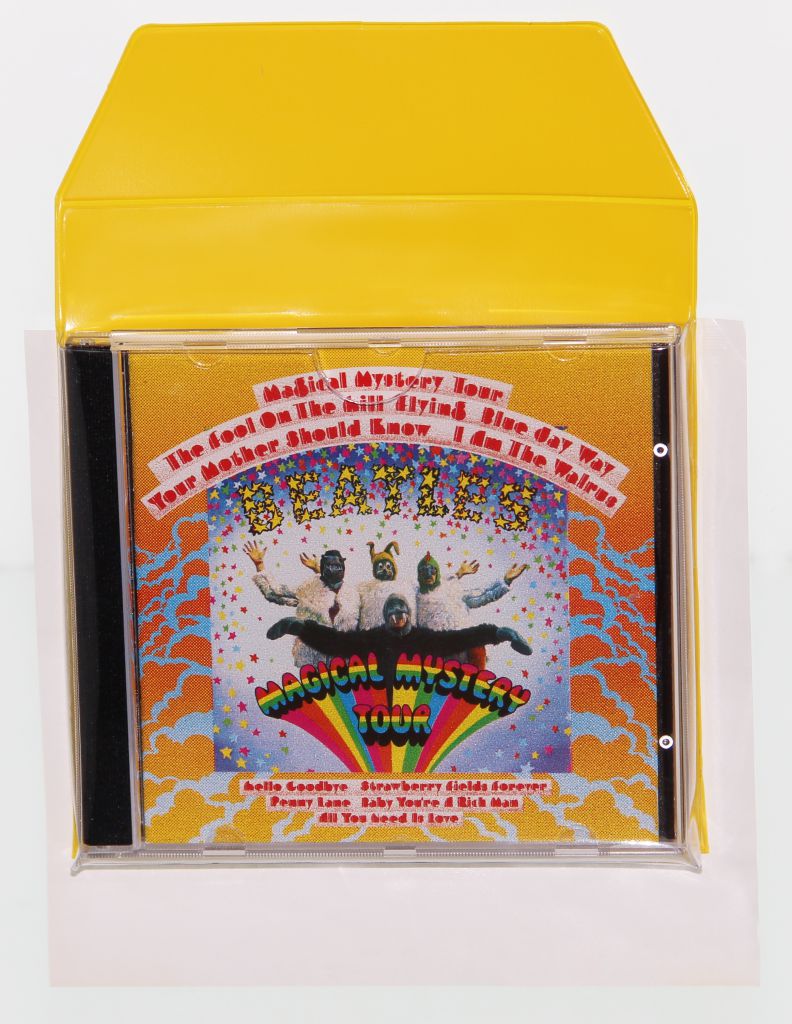 Magical Mystery Tour
The Fool On The Hill Flying Blue Jay Way
Your Mother Should Know I Am The Walrus
BEATLES
MAGICAL MYSTERY
TOUR
Hello Goodbye Strawberry Fields Forever
Penny Lane Baby You're A Rich Man
All You Need Is Love